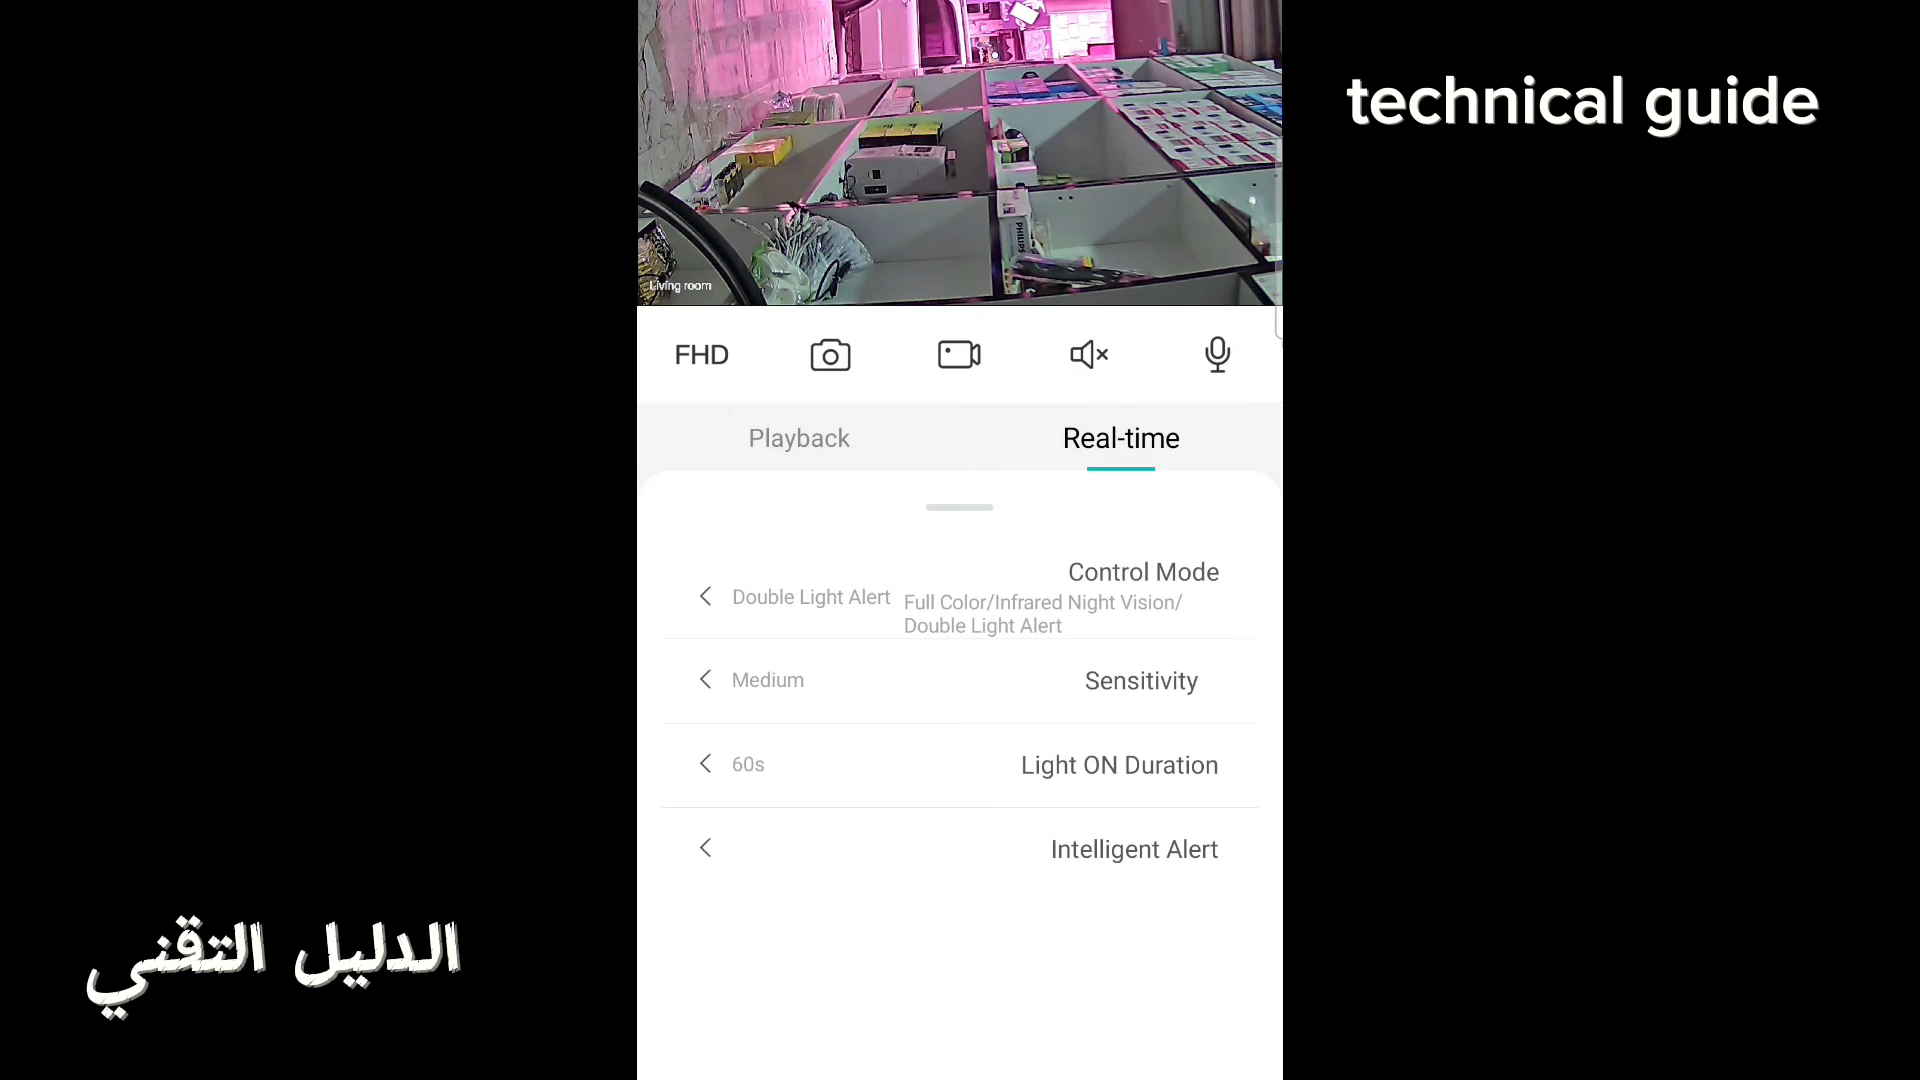 technical guide
PHILIPS
Living room
FHD
Playback
Real-time
Control Mode
Double Light Alert
Full Color/Infrared Night Vision/
Double Light Alert
Medium
Sensitivity
60s
Light ON Duration
Intelligent Alert
الدليل التقني